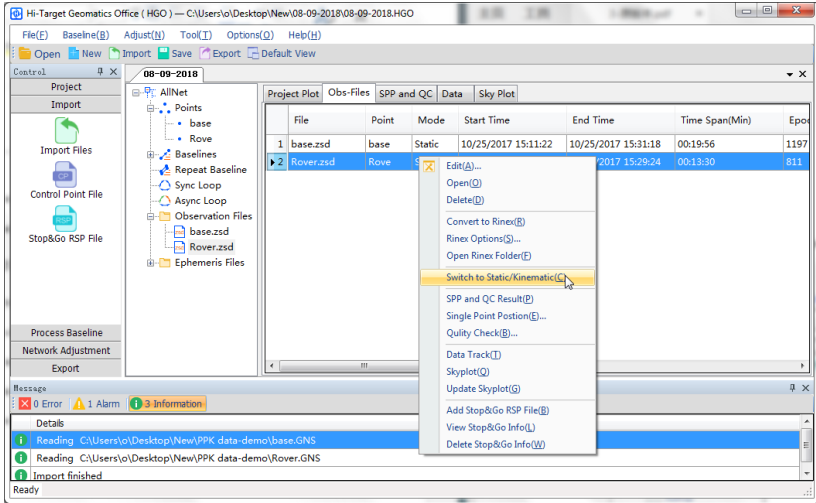 Hi-Target Geomatics Office ( HGO ) — C:\Users\o\Desktop\New\08-09-2018\08-09-2018.HGO
File(F) Baseline(B) Adjust(N) Tool(T) Options(O) Help(H)
Open New Import Save Export Default View
Control
08-09-2018
Project
Import
Import Files
CP
Control Point File
RSP
Stop&Go RSP File
Process Baseline
Network Adjustment
Export
AllNet
Points
base
Rove
Baselines
Repeat Baseline
Sync Loop
Async Loop
Observation Files
base.zsd
Rover.zsd
Ephemeris Files
Project Plot Obs-Files SPP and QC Data Sky Plot
File Point Mode Start Time End Time Time Span(Min) Epoc
1 base.zsd base Static 10/25/2017 15:11:22 10/25/2017 15:31:18 00:19:56 1197
2 Rover.zsd Rove S /2017 15:29:24 00:13:30 811
Edit(A)...
Open(O)
Delete(D)
Convert to Rinex(R)
Rinex Options(S)...
Open Rinex Folder(F)
Switch to Static/Kinematic(C)
SPP and QC Result(P)
Single Point Postion(E)...
Qulity Check(B)...
Data Track(T)
Skyplot(Q)
Update Skyplot(G)
Add Stop&Go RSP File(B)
View Stop&Go Info(L)
Delete Stop&Go Info(W)
Message
0 Error 1 Alarm 3 Information
Details
Reading C:\Users\o\Desktop\New\PPK data-demo\base.GNS
Reading C:\Users\o\Desktop\New\PPK data-demo\Rover.GNS
Import finished
Ready